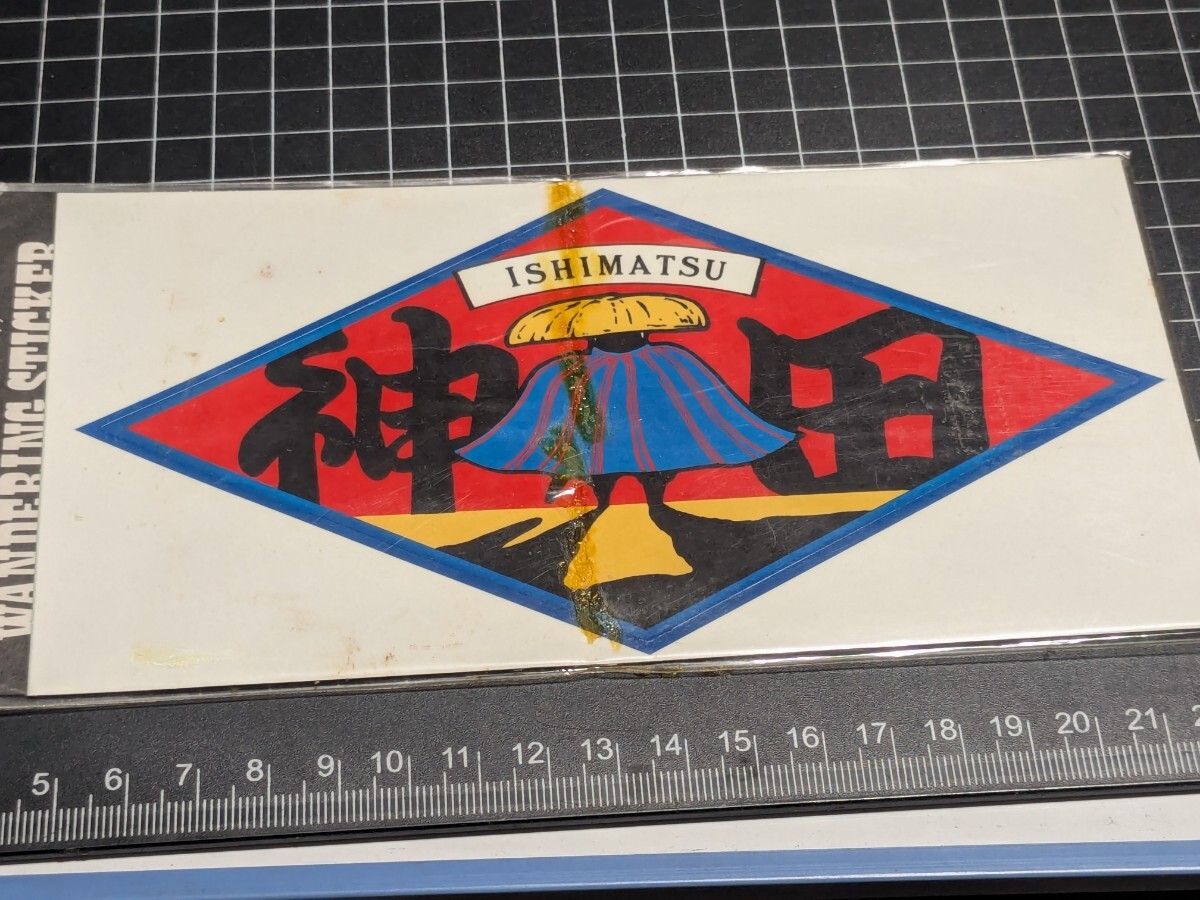 WANDERING STICKER
ISHIMATSU
神田
5 6 7 8 9 10 11 12 13 14 15 16 17 18 19 20 21